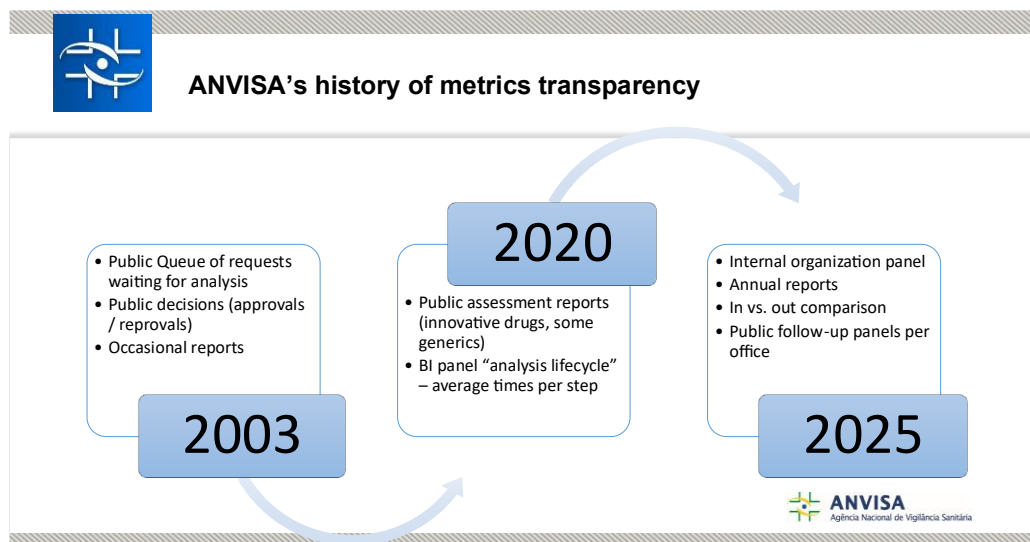 ANVISA’s history of metrics transparency
• Public Queue of requests
waiting for analysis
• Public decisions (approvals
/ reprovals)
• Occasional reports
2003
2020
• Public assessment reports
(innovative drugs, some
generics)
• BI panel “analysis lifecycle”
– average times per step
• Internal organization panel
• Annual reports
• In vs. out comparison
• Public follow-up panels per
office
2025
ANVISA
Agência Nacional de Vigilância Sanitária